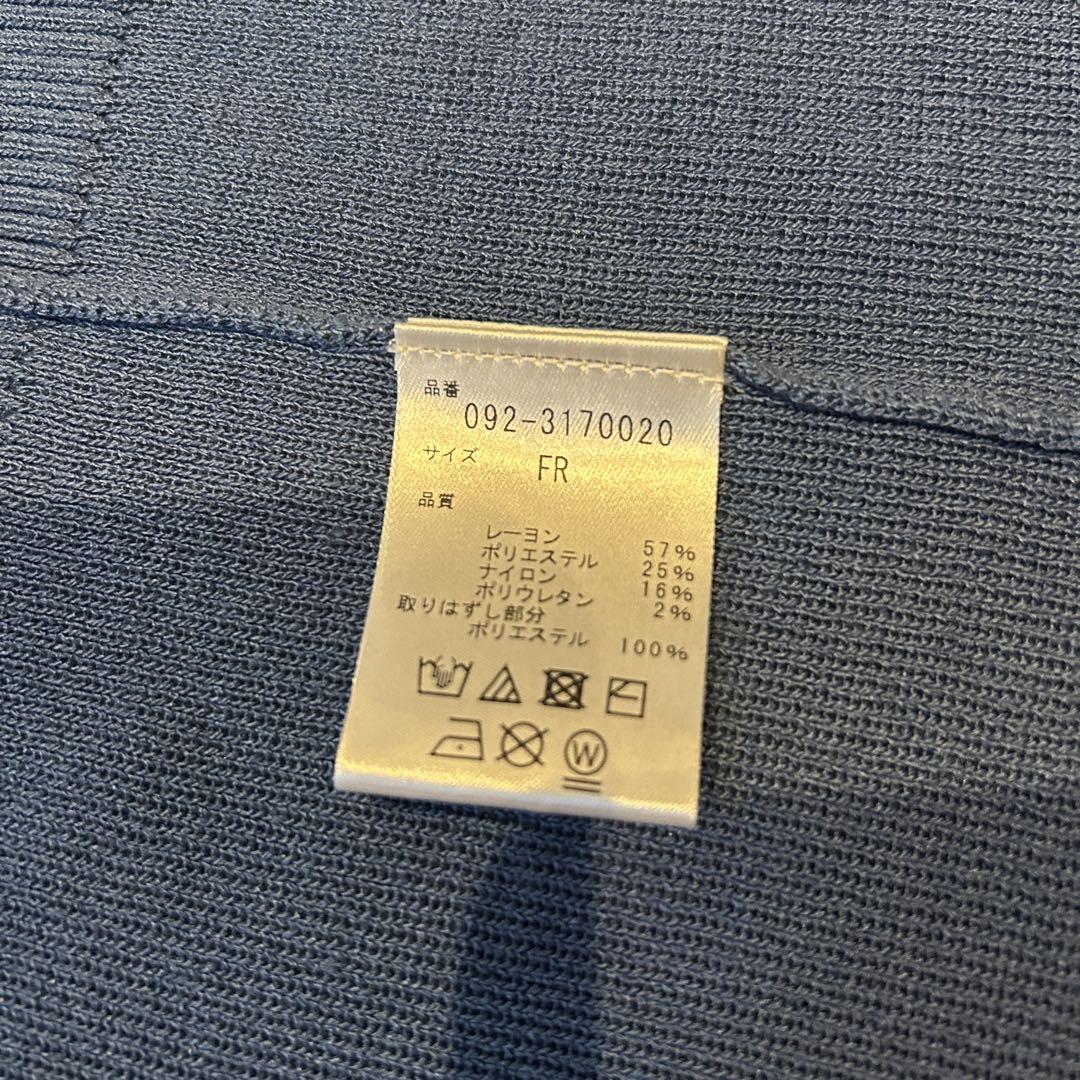 品番
092-3170020
サイズ FR
品質
レーヨン 57%
ポリエステル 25%
ナイロン 16%
ポリウレタン 2%
取りはずし部分
ポリエステル 100%
W